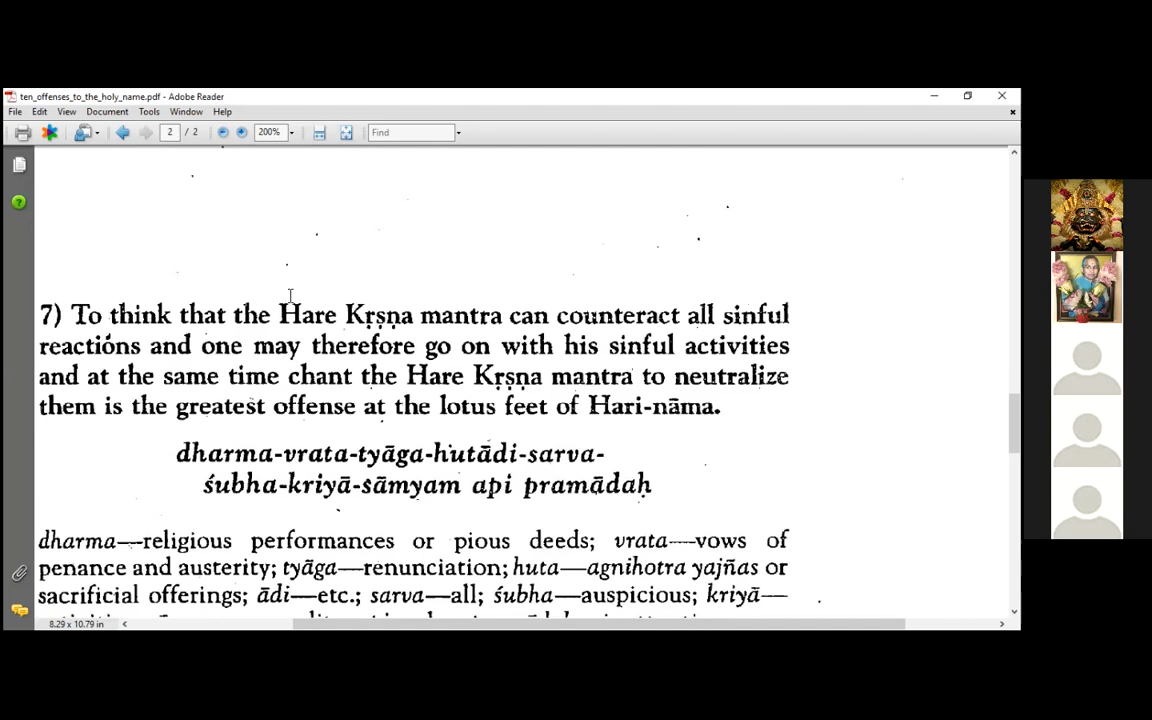 ten_offenses_to_the_holy_name.pdf - Adobe Reader
File Edit View Document Tools Window Help
2 / 2 200% Find
7) To think that the Hare Kṛṣṇa mantra can counteract all sinful
reactions and one may therefore go on with his sinful activities
and at the same time chant the Hare Kṛṣṇa mantra to neutralize
them is the greatest offense at the lotus feet of Hari-nāma.
dharma-vrata-tyāga-hutādi-sarva-
śubha-kriyā-sāmyam api pramādaḥ
dharma—religious performances or pious deeds; vrata—vows of
penance and austerity; tyāga—renunciation; huta—agnihotra yajñas or
sacrificial offerings; ādi—etc.; sarva—all; śubha—auspicious; kriyā—
8.29 x 10.79 in